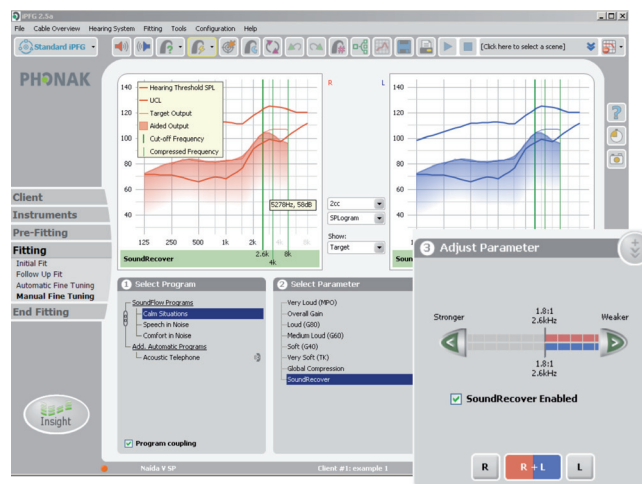 iPFG 2.5a
File Cable Overview Hearing System Fitting Tools Configuration Help
Standard iPFG
[Click here to select a scene]
PHONAK
Client
Instruments
Pre-Fitting
Fitting
Initial Fit
Follow Up Fit
Automatic Fine Tuning
Manual Fine Tuning
End Fitting
Insight
140
120
100
80
60
40
Hearing Threshold SPL
UCL
Target Output
Aided Output
Cut-off Frequency
Compressed Frequency
5278Hz, 58dB
125 250 500 1k 2k
2.6k 8k
4k
SoundRecover
R L
2cc
SPLogram
Show:
Target
140
120
100
80
60
40
Soun
1 Select Program
SoundFlow Programs
Calm Situations
Speech in Noise
Comfort in Noise
Add. Automatic Programs
Acoustic Telephone
Program coupling
2 Select Parameter
Very Loud (MPO)
Overall Gain
Loud (G80)
Medium Loud (G60)
Soft (G40)
Very Soft (TK)
Global Compression
SoundRecover
3 Adjust Parameter
Stronger
1.8:1
2.6kHz
Weaker
1.8:1
2.6kHz
SoundRecover Enabled
R R + L L
Naida V SP
Client #1: example 1